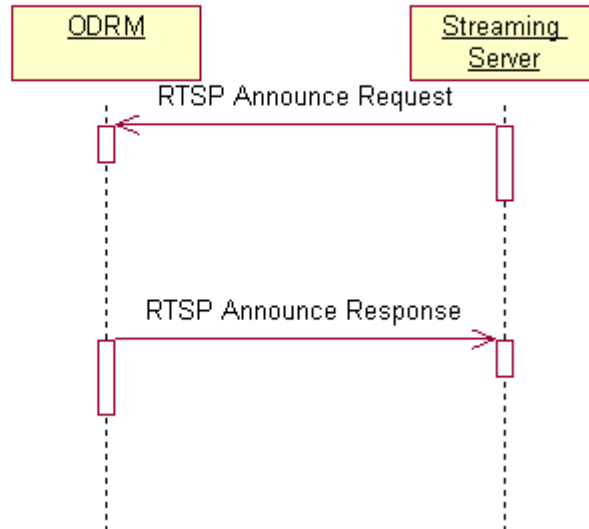 ODRM
Streaming
Server
RTSP Announce Request
RTSP Announce Response